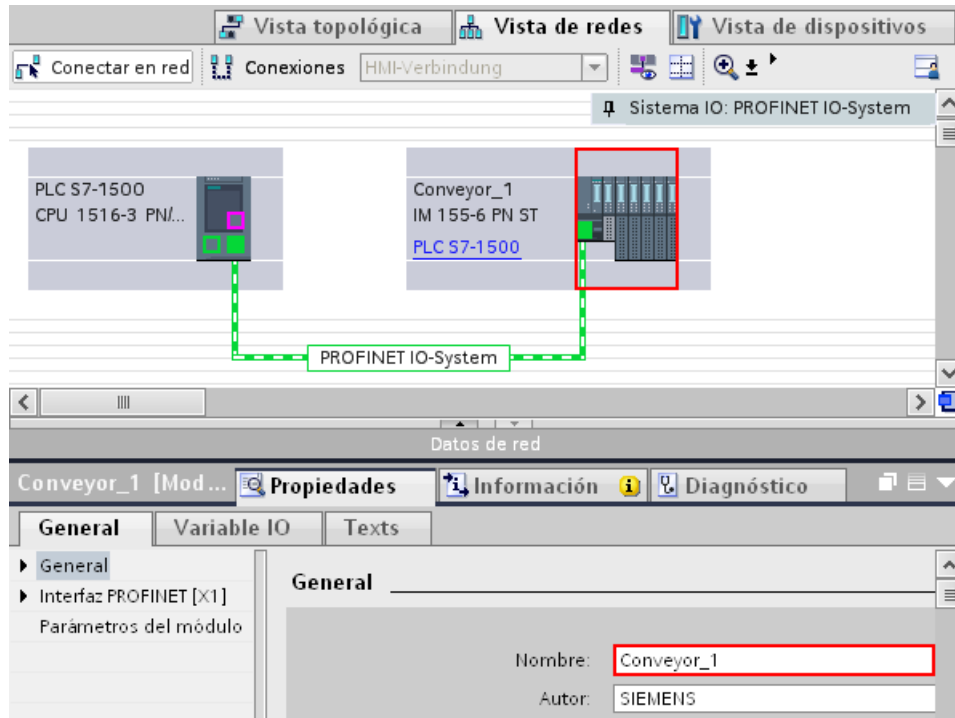 Vista topológica Vista de redes Vista de dispositivos
Conectar en red Conexiones HMI-Verbindung
Sistema IO: PROFINET IO-System
PLC S7-1500
CPU 1516-3 PN/...
Conveyor_1
IM 155-6 PN ST
PLC S7-1500
PROFINET IO-System
Datos de red
Conveyor_1 [Mod... Propiedades Información Diagnóstico
General Variable IO Texts
General
Interfaz PROFINET [X1]
Parámetros del módulo
General
Nombre: Conveyor_1
Autor: SIEMENS